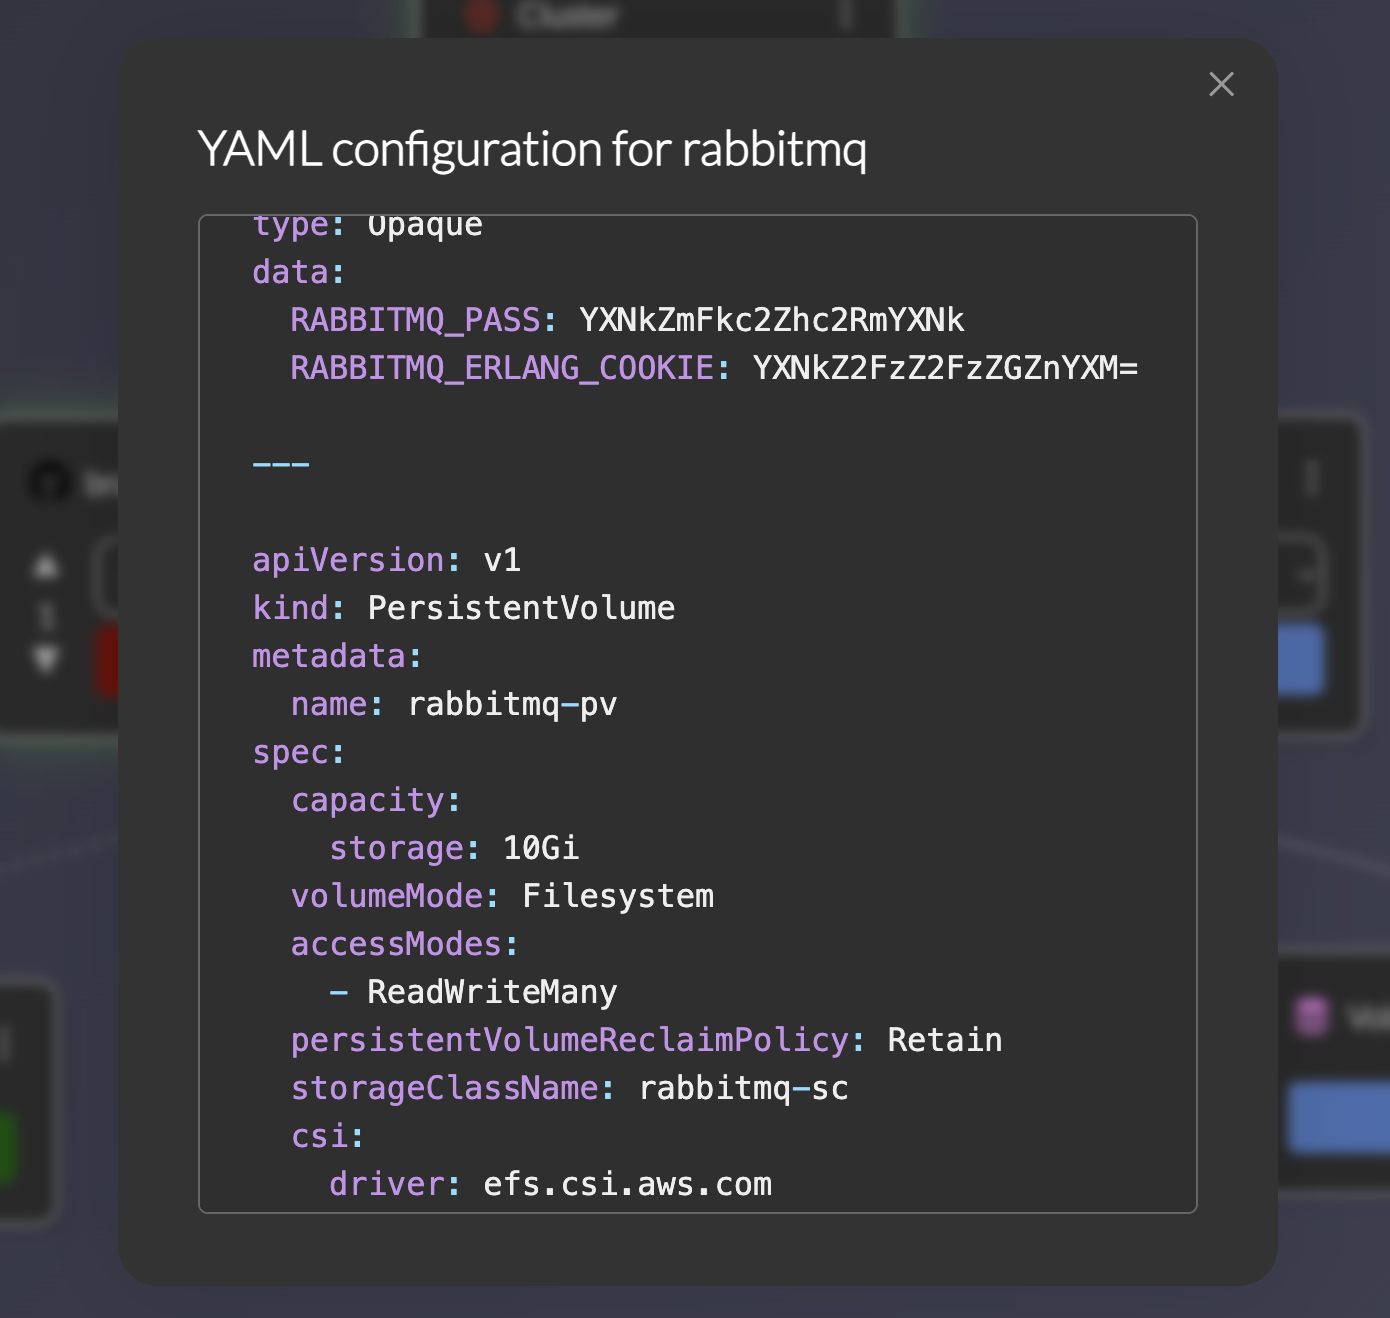 Cluster
YAML configuration for rabbitmq
type: Opaque
data:
  RABBITMQ_PASS: YXNkZmFkc2Zhc2RmYXNk
  RABBITMQ_ERLANG_COOKIE: YXNkZ2FzZ2FzZGZnYXM=
---
apiVersion: v1
kind: PersistentVolume
metadata:
  name: rabbitmq-pv
spec:
  capacity:
    storage: 10Gi
  volumeMode: Filesystem
  accessModes:
    - ReadWriteMany
  persistentVolumeReclaimPolicy: Retain
  storageClassName: rabbitmq-sc
  csi:
    driver: efs.csi.aws.com
1